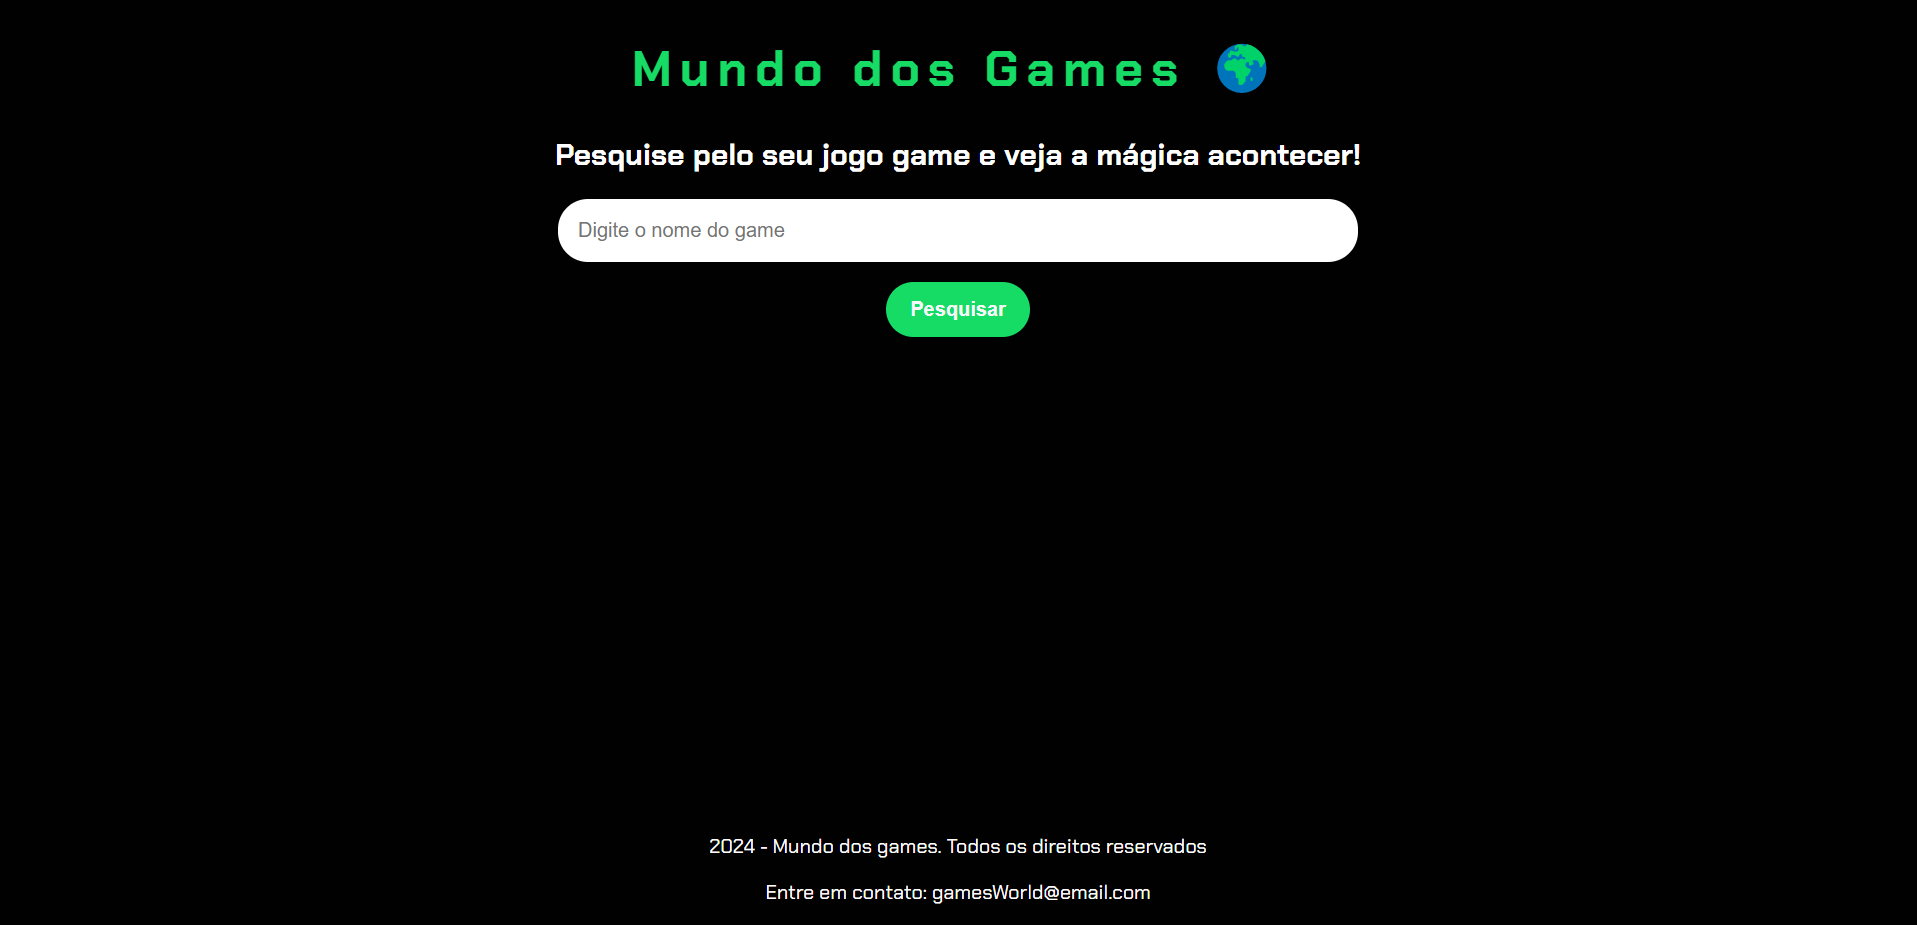 Mundo dos Games 🌍
Pesquise pelo seu jogo game e veja a mágica acontecer!
Digite o nome do game
Pesquisar
2024 - Mundo dos games. Todos os direitos reservados
Entre em contato: gamesWorld@email.com